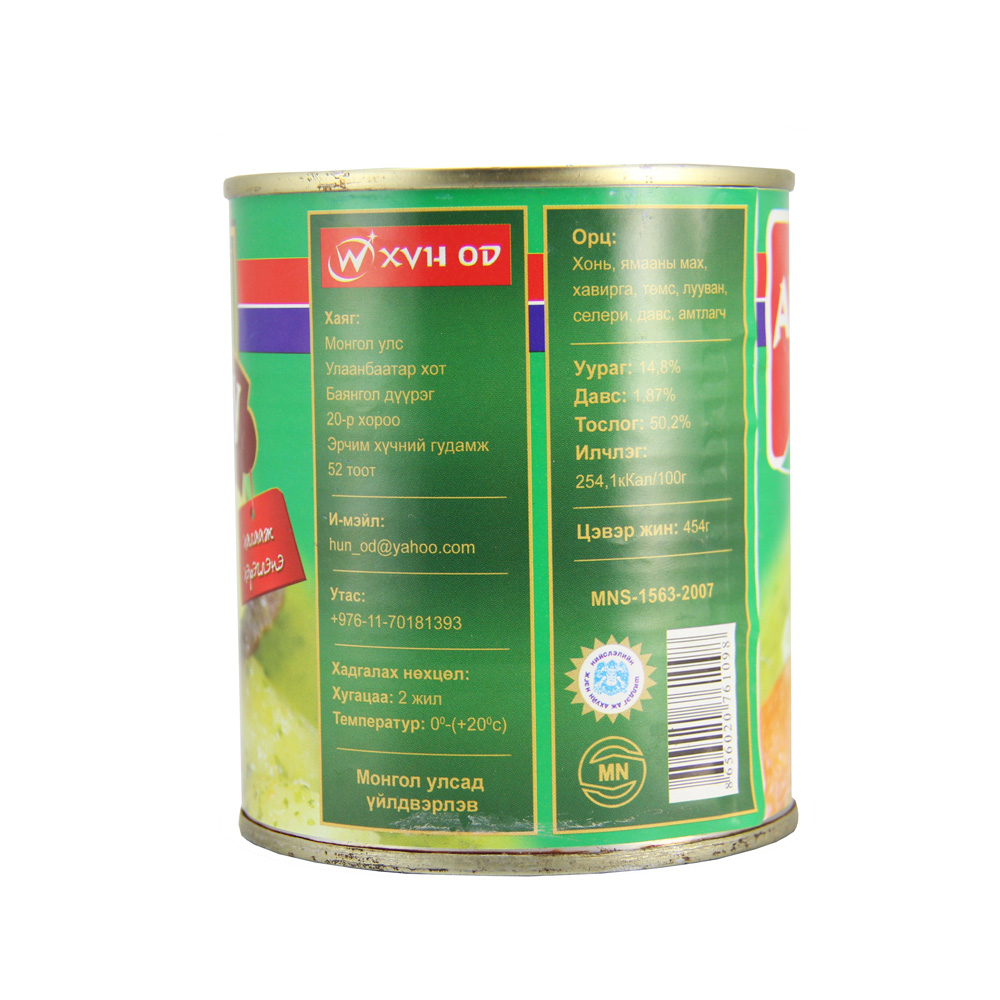 W ХҮН ОД
Хаяг:
Монгол улс
Улаанбаатар хот
Баянгол дүүрэг
20-р хороо
Эрчим хүчний гудамж
52 тоот
И-мэйл:
hun_od@yahoo.com
Утас:
+976-11-70181393
Хадгалах нөхцөл:
Хугацаа: 2 жил
Температур: 0⁰-(+20⁰с)
Монгол улсад
үйлдвэрлэв
Орц:
Хонь, ямааны мах,
хавирга, төмс, лууван,
селери, давс, амтлагч
Уураг: 14,8%
Давс: 1,87%
Тослог: 50,2%
Илчлэг:
254,1кКал/100г
Цэвэр жин: 454г
MNS-1563-2007
НИЙСЛЭЛИЙН
MN
8656020761098